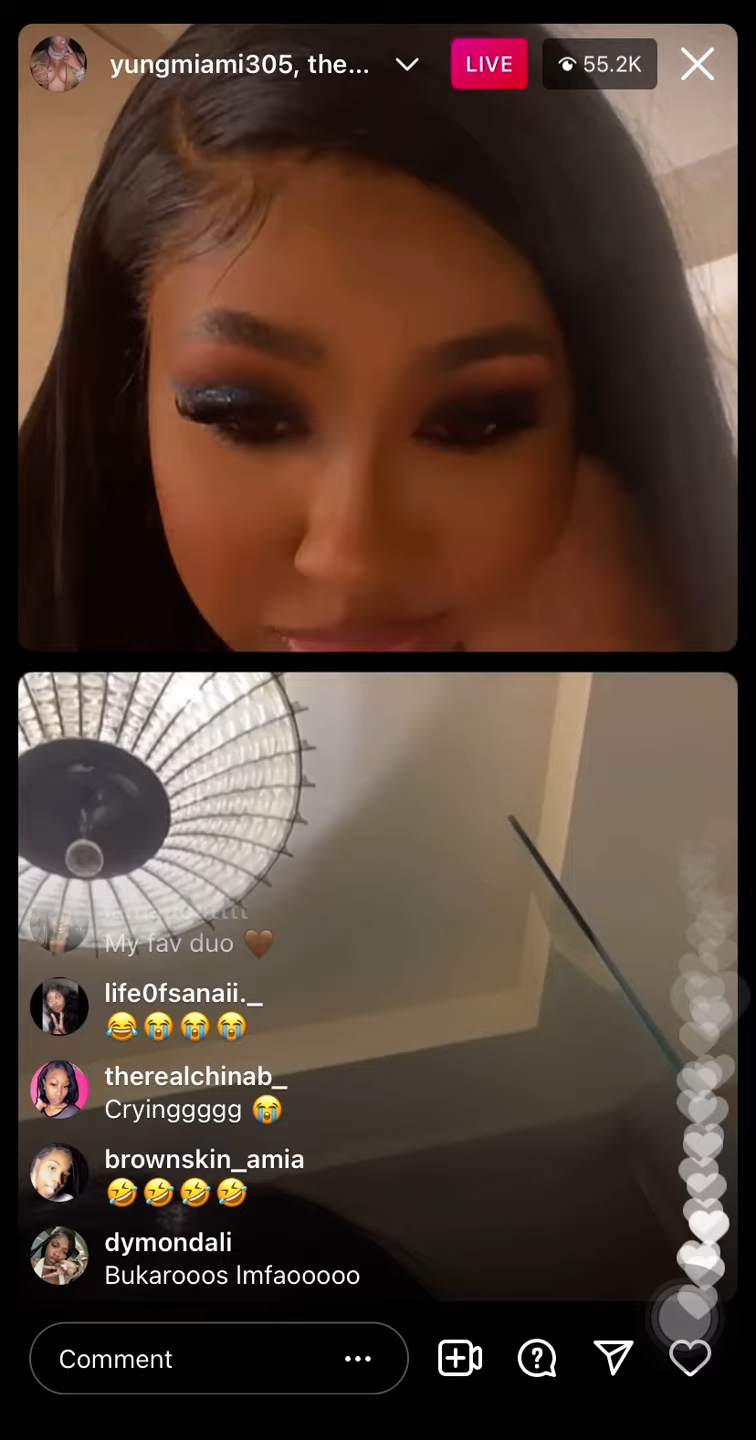 yungmiami305, the...
LIVE
55.2K
My fav duo 🤎
life0fsanaii._
😂😭😭😭
therealchinab_
Cryinggggg 😭
brownskin_amia
🤣🤣🤣🤣
dymondali
Bukarooos lmfaooooo
Comment